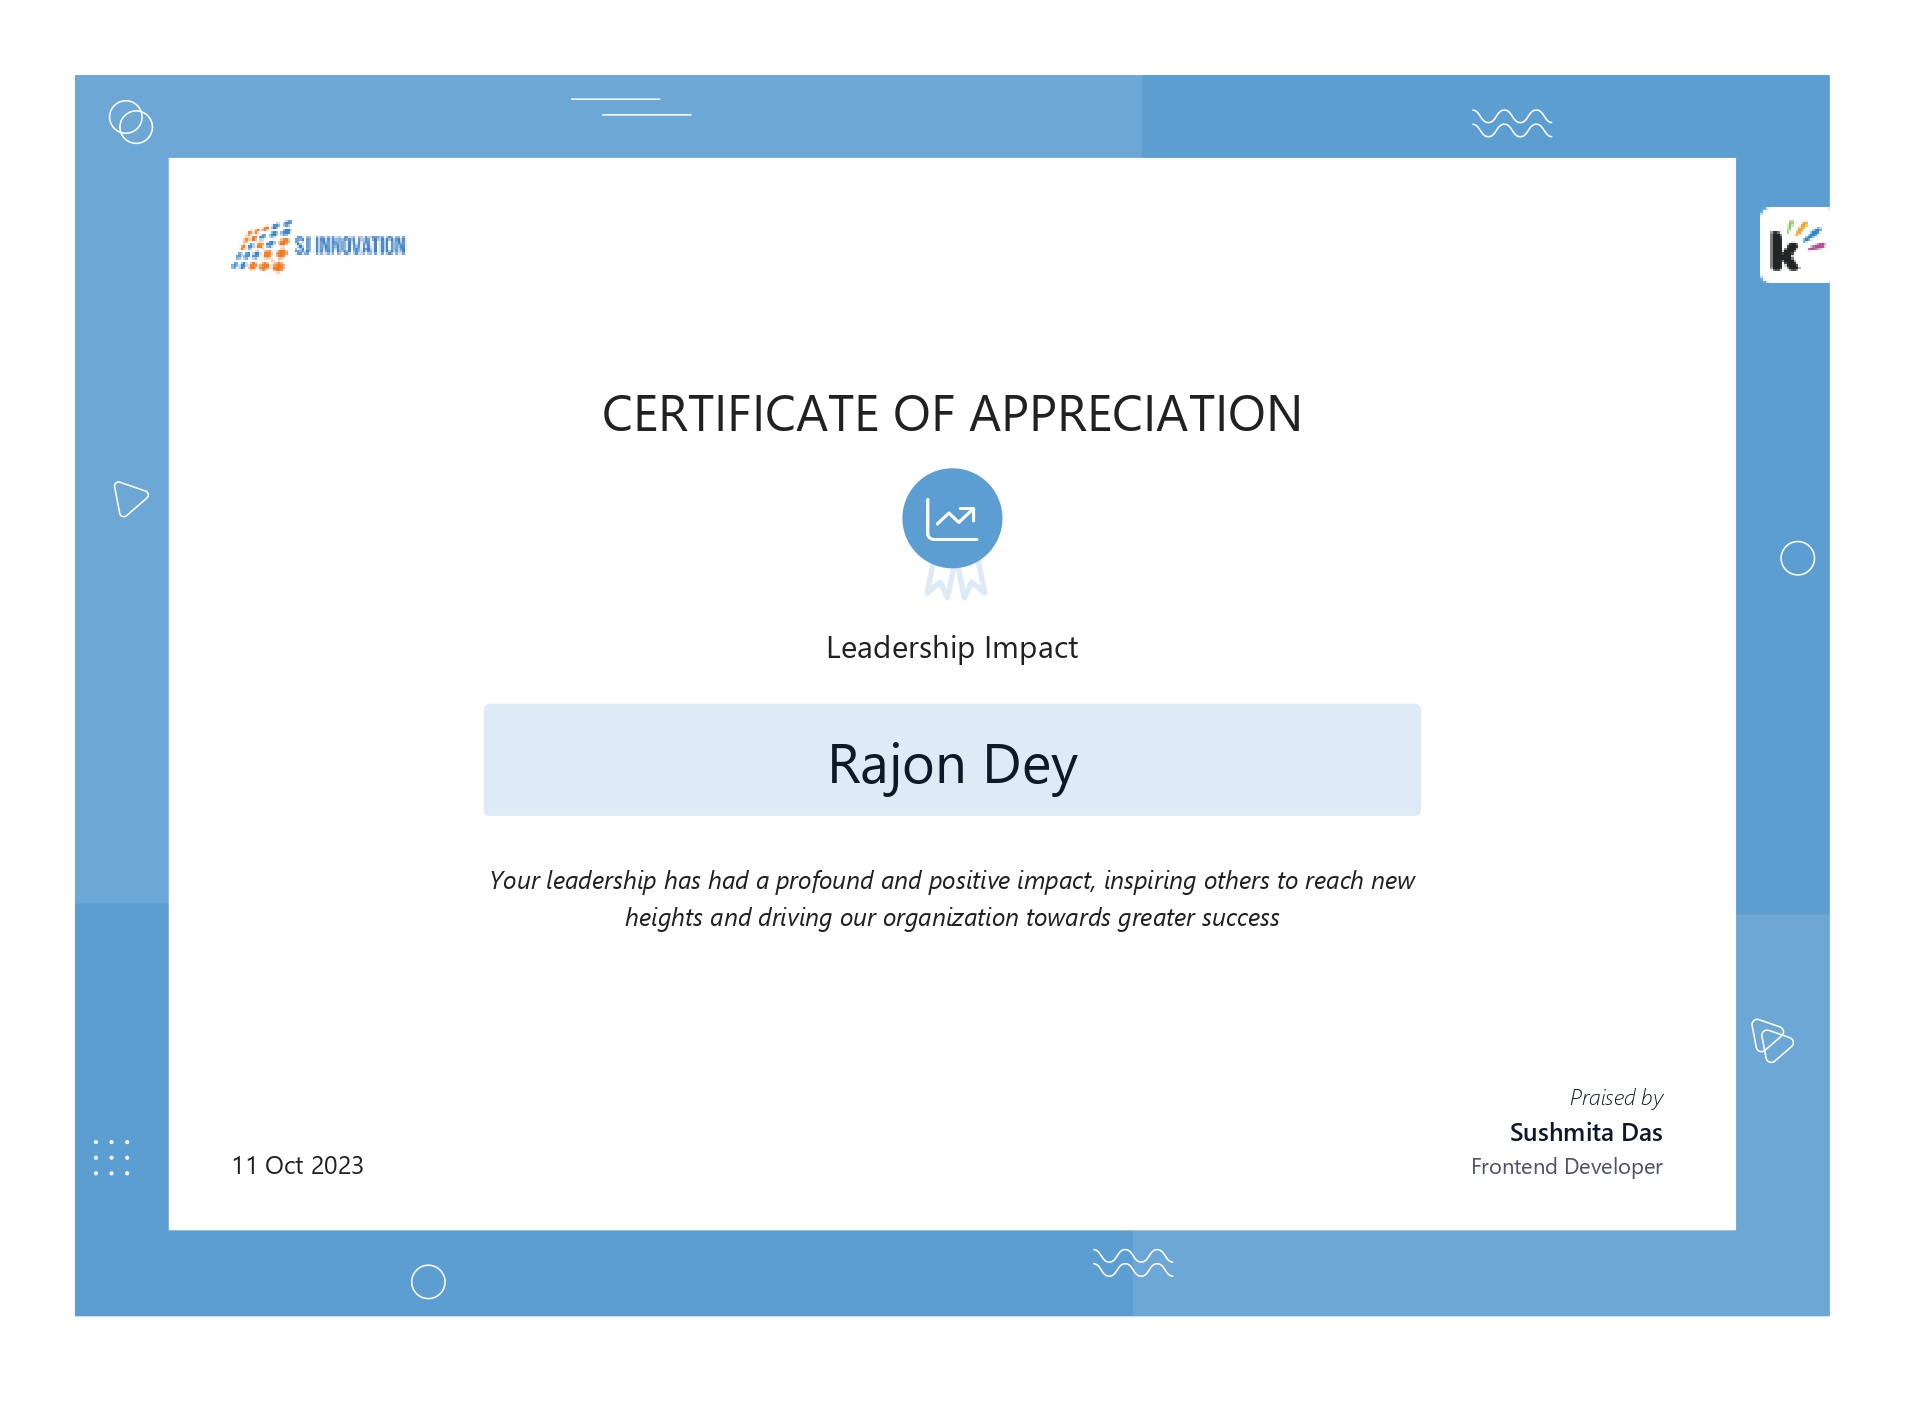 SJ INNOVATION
k
CERTIFICATE OF APPRECIATION
Leadership Impact
Rajon Dey
Your leadership has had a profound and positive impact, inspiring others to reach new
heights and driving our organization towards greater success
Praised by
Sushmita Das
Frontend Developer
11 Oct 2023